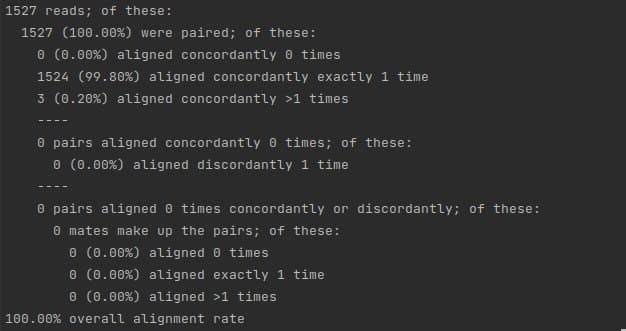 1527 reads; of these:
  1527 (100.00%) were paired; of these:
    0 (0.00%) aligned concordantly 0 times
    1524 (99.80%) aligned concordantly exactly 1 time
    3 (0.20%) aligned concordantly >1 times
    ----
    0 pairs aligned concordantly 0 times; of these:
      0 (0.00%) aligned discordantly 1 time
    ----
    0 pairs aligned 0 times concordantly or discordantly; of these:
      0 mates make up the pairs; of these:
        0 (0.00%) aligned 0 times
        0 (0.00%) aligned exactly 1 time
        0 (0.00%) aligned >1 times
100.00% overall alignment rate